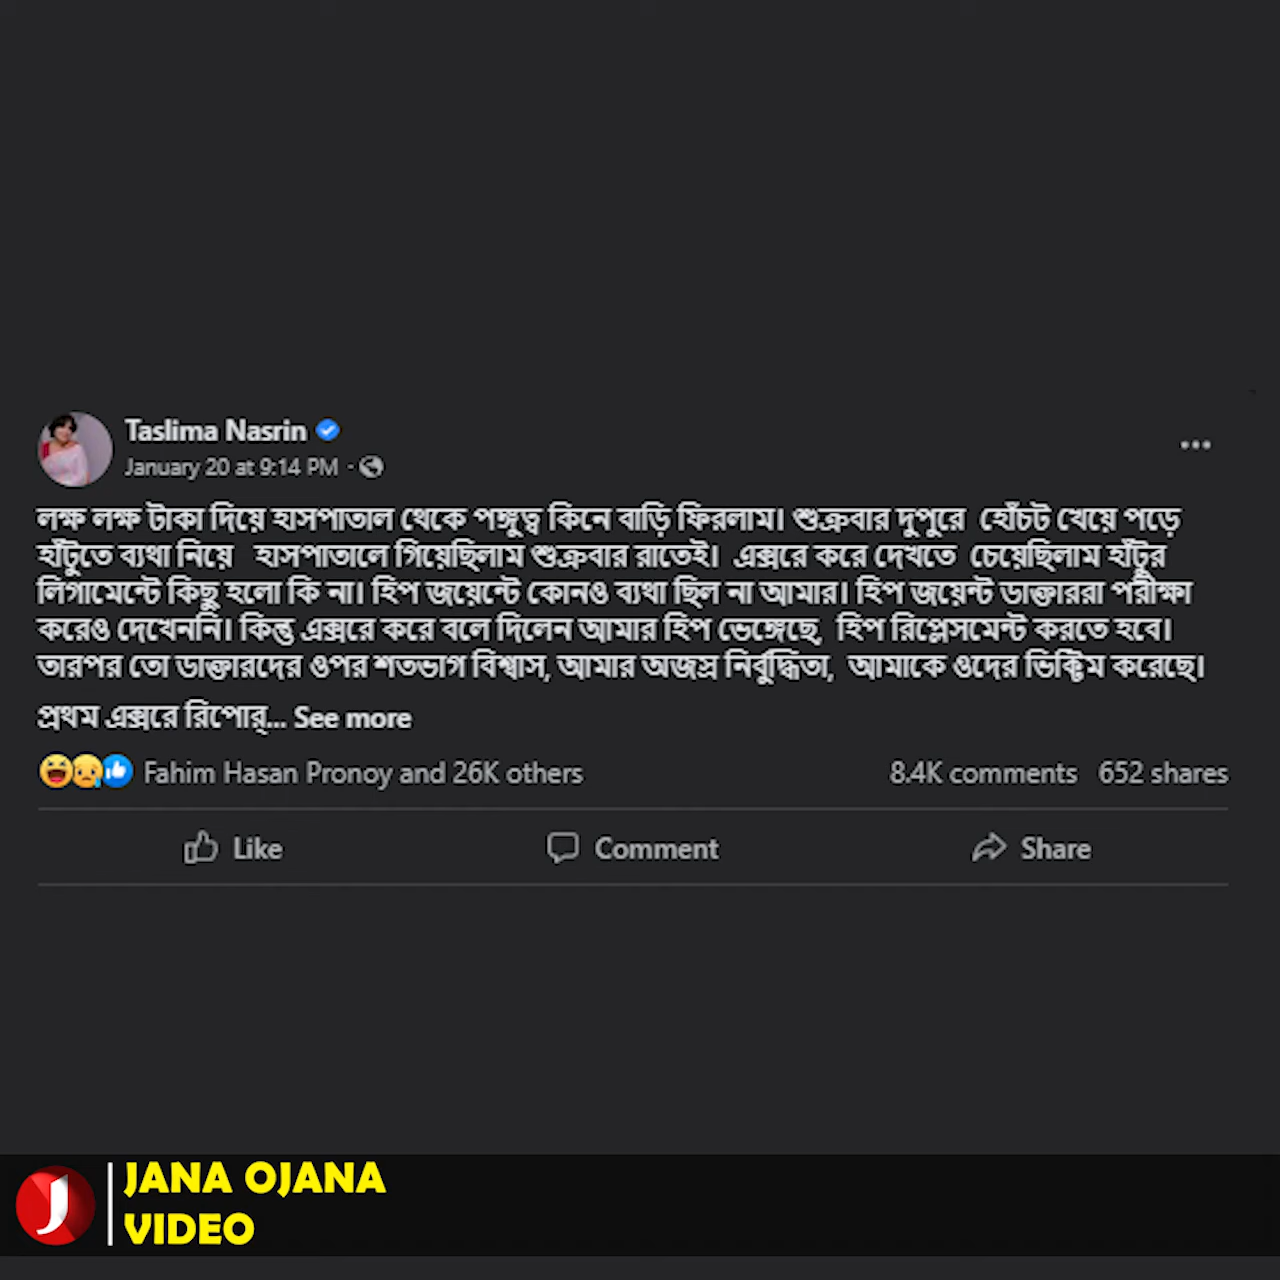 Taslima Nasrin
January 20 at 9:14 PM ·
লক্ষ লক্ষ টাকা দিয়ে হাসপাতাল থেকে পঙ্গুত্ব কিনে বাড়ি ফিরলাম। শুক্রবার দুপুরে হোঁচট খেয়ে পড়ে
হাঁটুতে ব্যথা নিয়ে হাসপাতালে গিয়েছিলাম শুক্রবার রাতেই। এক্সরে করে দেখতে চেয়েছিলাম হাঁটুর
লিগামেন্টে কিছু হলো কি না। হিপ জয়েন্টে কোনও ব্যথা ছিল না আমার। হিপ জয়েন্ট ডাক্তাররা পরীক্ষা
করেও দেখেননি। কিন্তু এক্সরে করে বলে দিলেন আমার হিপ ভেঙ্গেছে, হিপ রিপ্লেসমেন্ট করতে হবে।
তারপর তো ডাক্তারদের ওপর শতভাগ বিশ্বাস, আমার অজস্র নির্বুদ্ধিতা, আমাকে ওদের ভিক্টিম করেছে।
প্রথম এক্সরে রিপোর্... See more
Fahim Hasan Pronoy and 26K others 8.4K comments 652 shares
Like Comment Share
J JANA OJANA
VIDEO